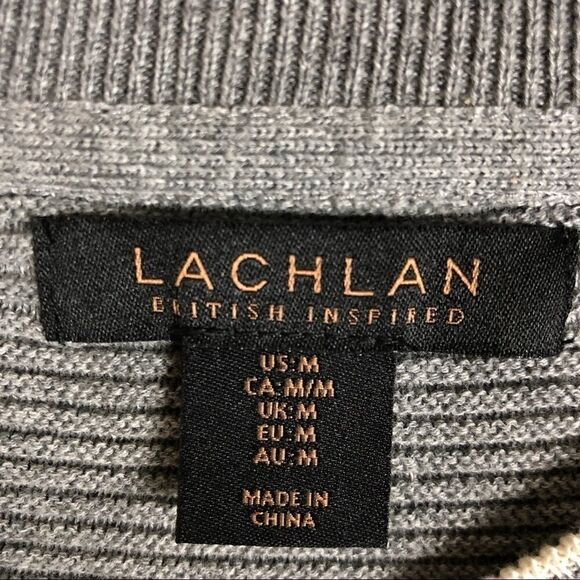 LACHLAN
BRITISH INSPIRED
US:M
CA:M/M
UK:M
EU:M
AU:M
MADE IN
CHINA